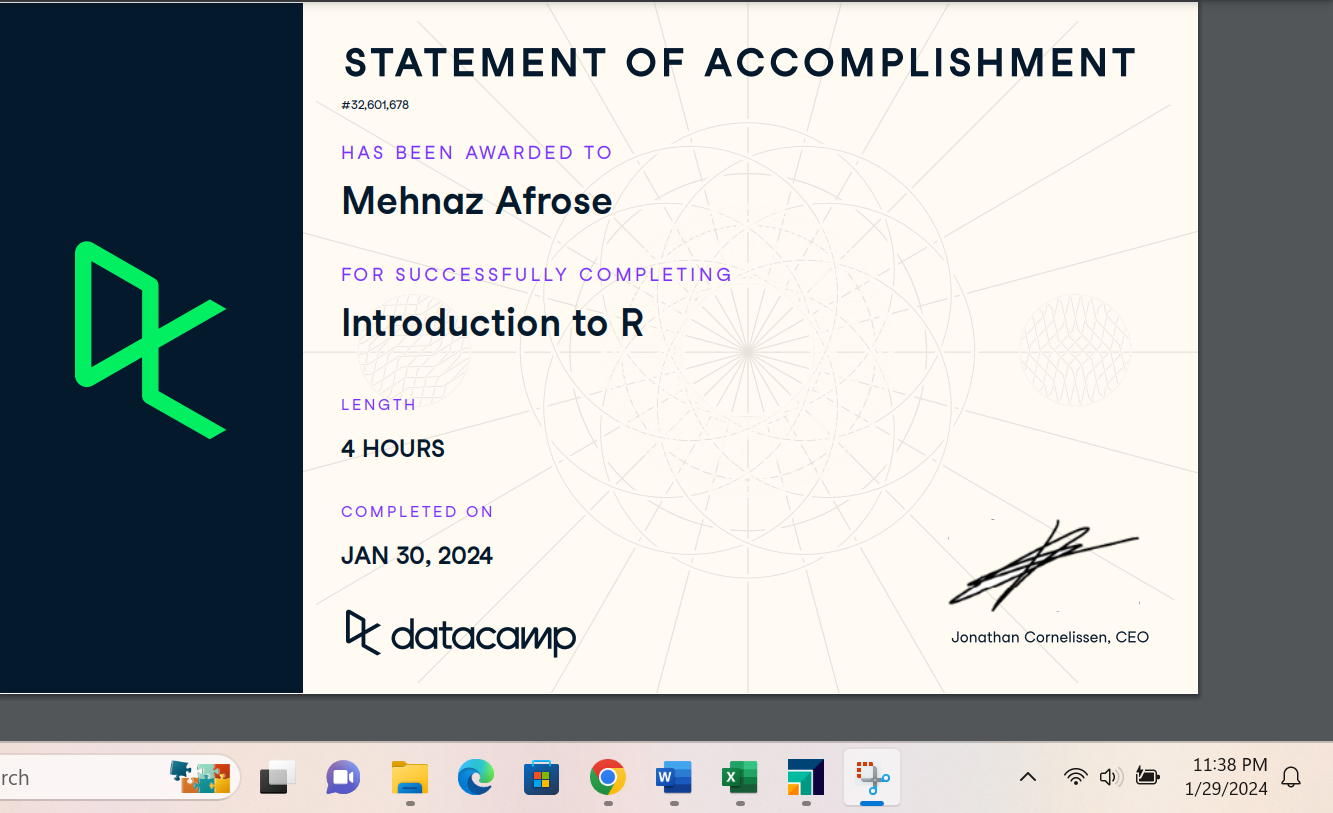 STATEMENT OF ACCOMPLISHMENT
#32,601,678
HAS BEEN AWARDED TO
Mehnaz Afrose
FOR SUCCESSFULLY COMPLETING
Introduction to R
LENGTH
4 HOURS
COMPLETED ON
JAN 30, 2024
datacamp
Jonathan Cornelissen, CEO
rch
W
X
11:38 PM
1/29/2024